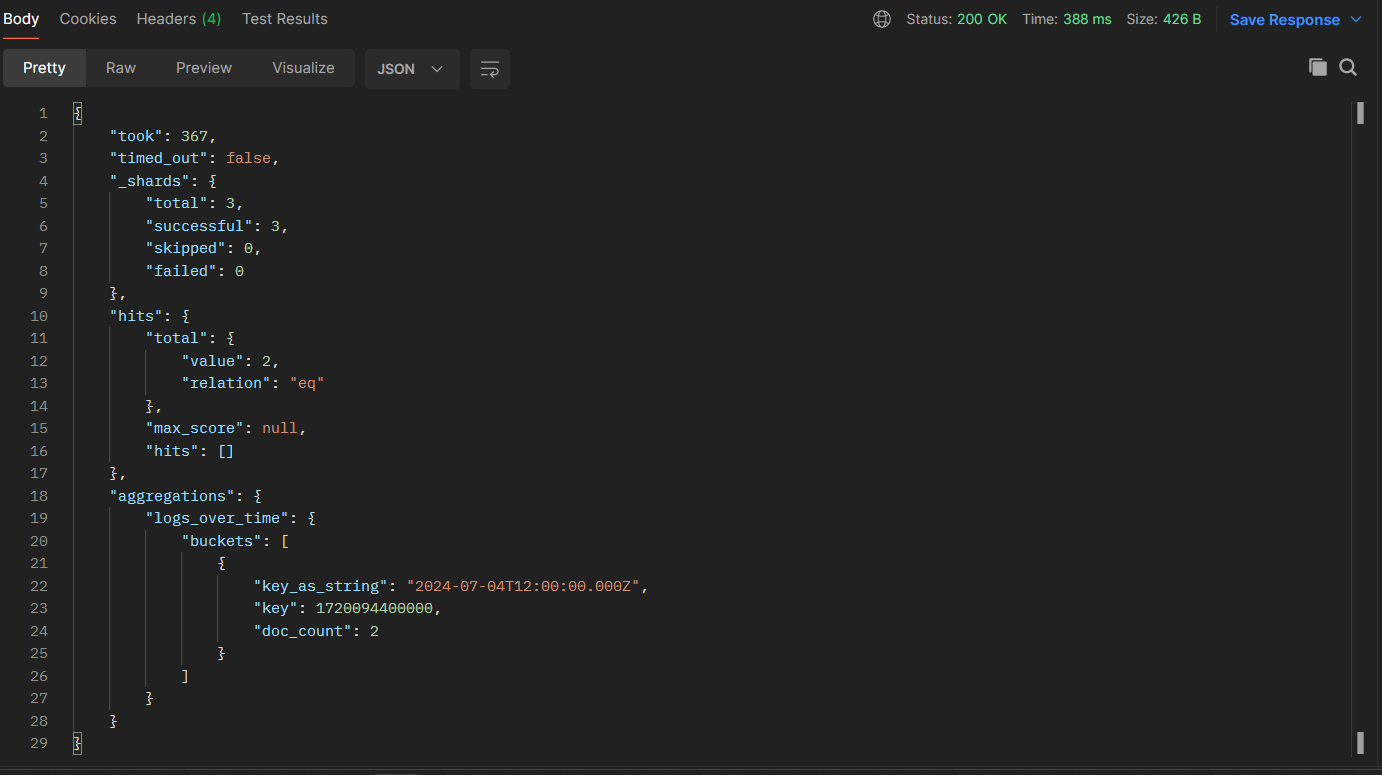 Body Cookies Headers (4) Test Results Status: 200 OK Time: 388 ms Size: 426 B Save Response
Pretty Raw Preview Visualize JSON
1 {
2 "took": 367,
3 "timed_out": false,
4 "_shards": {
5 "total": 3,
6 "successful": 3,
7 "skipped": 0,
8 "failed": 0
9 },
10 "hits": {
11 "total": {
12 "value": 2,
13 "relation": "eq"
14 },
15 "max_score": null,
16 "hits": []
17 },
18 "aggregations": {
19 "logs_over_time": {
20 "buckets": [
21 {
22 "key_as_string": "2024-07-04T12:00:00.000Z",
23 "key": 1720094400000,
24 "doc_count": 2
25 }
26 ]
27 }
28 }
29 }